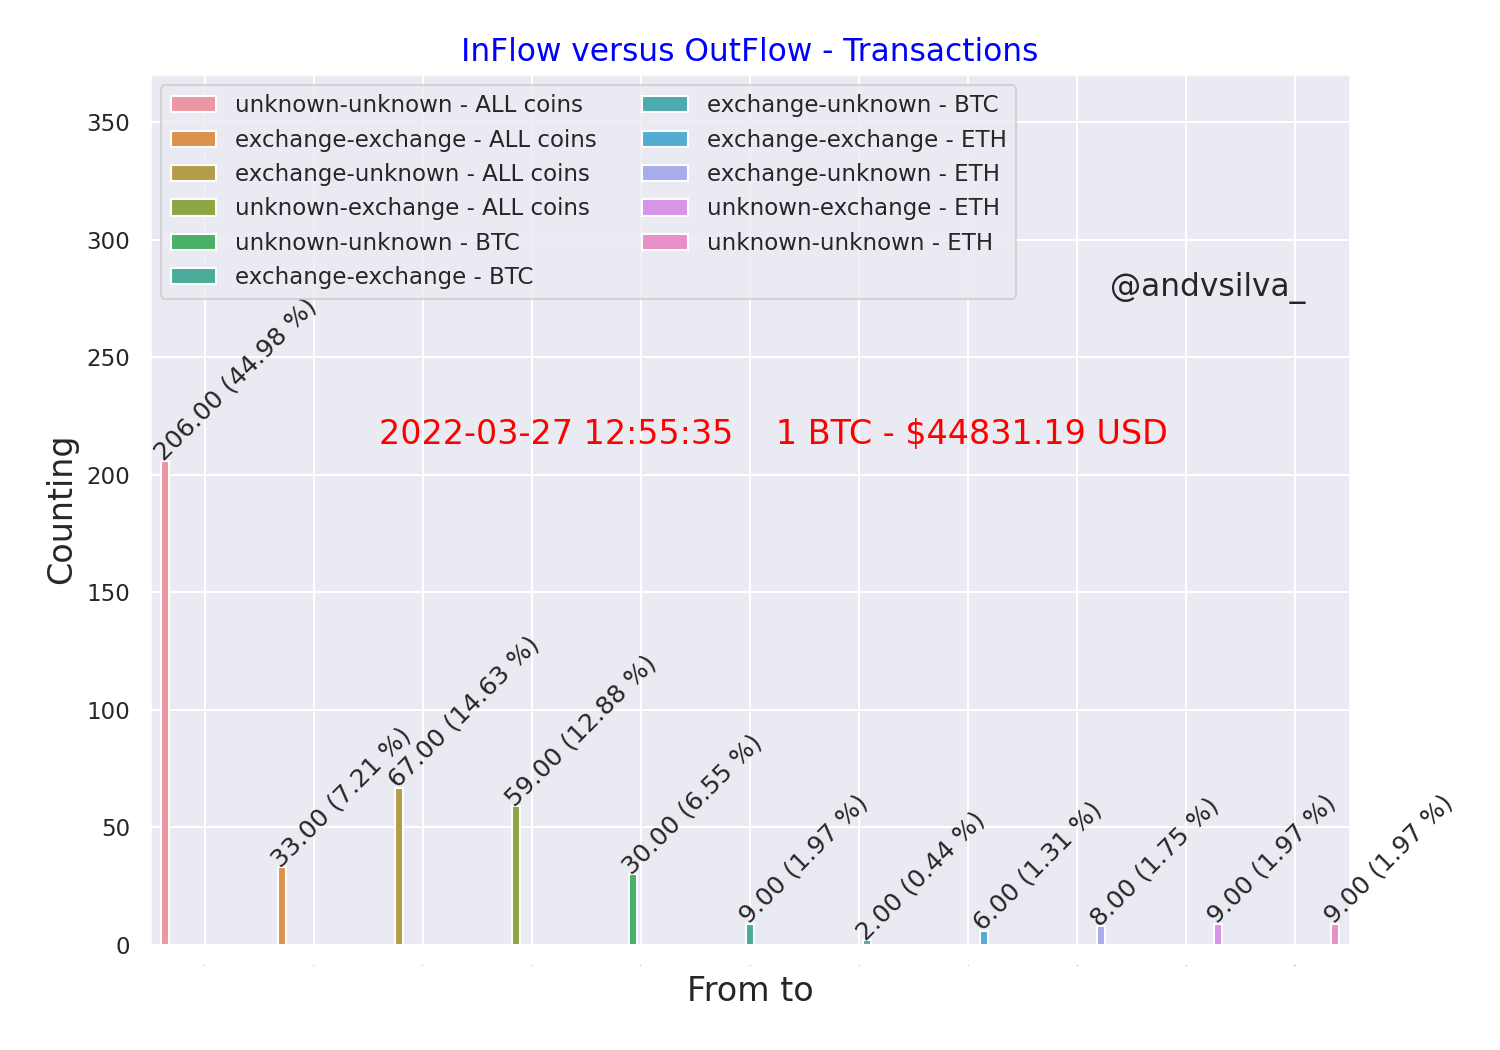 InFlow versus OutFlow - Transactions
unknown-unknown - ALL coins
exchange-exchange - ALL coins
exchange-unknown - ALL coins
unknown-exchange - ALL coins
unknown-unknown - BTC
exchange-exchange - BTC
exchange-unknown - BTC
exchange-exchange - ETH
exchange-unknown - ETH
unknown-exchange - ETH
unknown-unknown - ETH
@andvsilva_
2022-03-27 12:55:35 1 BTC - $44831.19 USD
Counting
350
300
250
200
150
100
50
0
206.00 (44.98 %)
33.00 (7.21 %)
67.00 (14.63 %)
59.00 (12.88 %)
30.00 (6.55 %)
9.00 (1.97 %)
2.00 (0.44 %)
6.00 (1.31 %)
8.00 (1.75 %)
9.00 (1.97 %)
9.00 (1.97 %)
From to